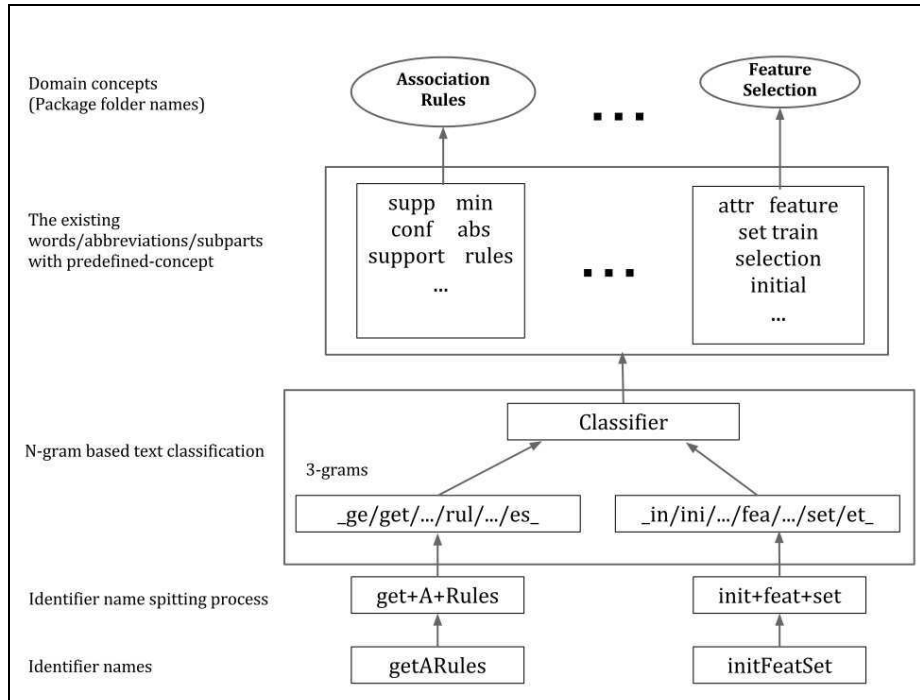 Domain concepts
(Package folder names)
Association
Rules
...
Feature
Selection
The existing
words/abbreviations/subparts
with predefined-concept
supp min
conf abs
support rules
...
...
attr feature
set train
selection
initial
...
N-gram based text classification
Classifier
3-grams
_ge/get/.../rul/.../es_
_in/ini/.../fea/.../set/et_
Identifier name spitting process
get+A+Rules
init+feat+set
Identifier names
getARules
initFeatSet